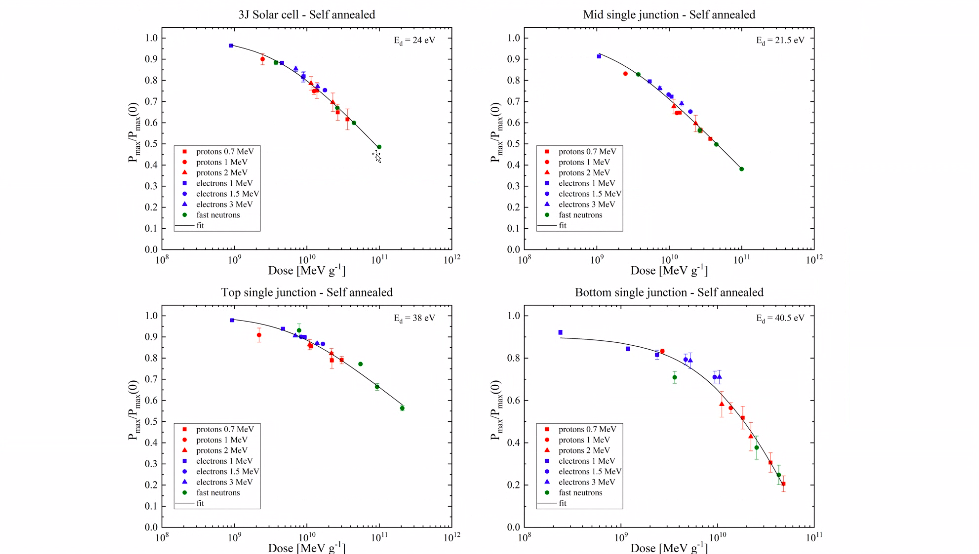 3J Solar cell - Self annealed
E_d = 24 eV
1.0
0.9
0.8
0.7
0.6
0.5
0.4
0.3
0.2
0.1
0.0
P_max/P_max(0)
protons 0.7 MeV
protons 1 MeV
protons 2 MeV
electrons 1 MeV
electrons 1.5 MeV
electrons 3 MeV
fast neutrons
fit
10^8 10^9 10^10 10^11 10^12
Dose [MeV g^-1]
Mid single junction - Self annealed
E_d = 21.5 eV
1.0
0.9
0.8
0.7
0.6
0.5
0.4
0.3
0.2
0.1
0.0
P_max/P_max(0)
protons 0.7 MeV
protons 1 MeV
protons 2 MeV
electrons 1 MeV
electrons 1.5 MeV
electrons 3 MeV
fast neutrons
fit
10^8 10^9 10^10 10^11 10^12
Dose [MeV g^-1]
Top single junction - Self annealed
E_d = 38 eV
1.0
0.9
0.8
0.7
0.6
0.5
0.4
0.3
0.2
0.1
0.0
P_max/P_max(0)
protons 0.7 MeV
protons 1 MeV
protons 2 MeV
electrons 1 MeV
electrons 1.5 MeV
electrons 3 MeV
fast neutrons
fit
10^8 10^9 10^10 10^11 10^12
Dose [MeV g^-1]
Bottom single junction - Self annealed
E_d = 40.5 eV
1.0
0.8
0.6
0.4
0.2
0.0
P_max/P_max(0)
protons 0.7 MeV
protons 1 MeV
protons 2 MeV
electrons 1 MeV
electrons 1.5 MeV
electrons 3 MeV
fast neutrons
fit
10^8 10^9 10^10 10^11
Dose [MeV g^-1]